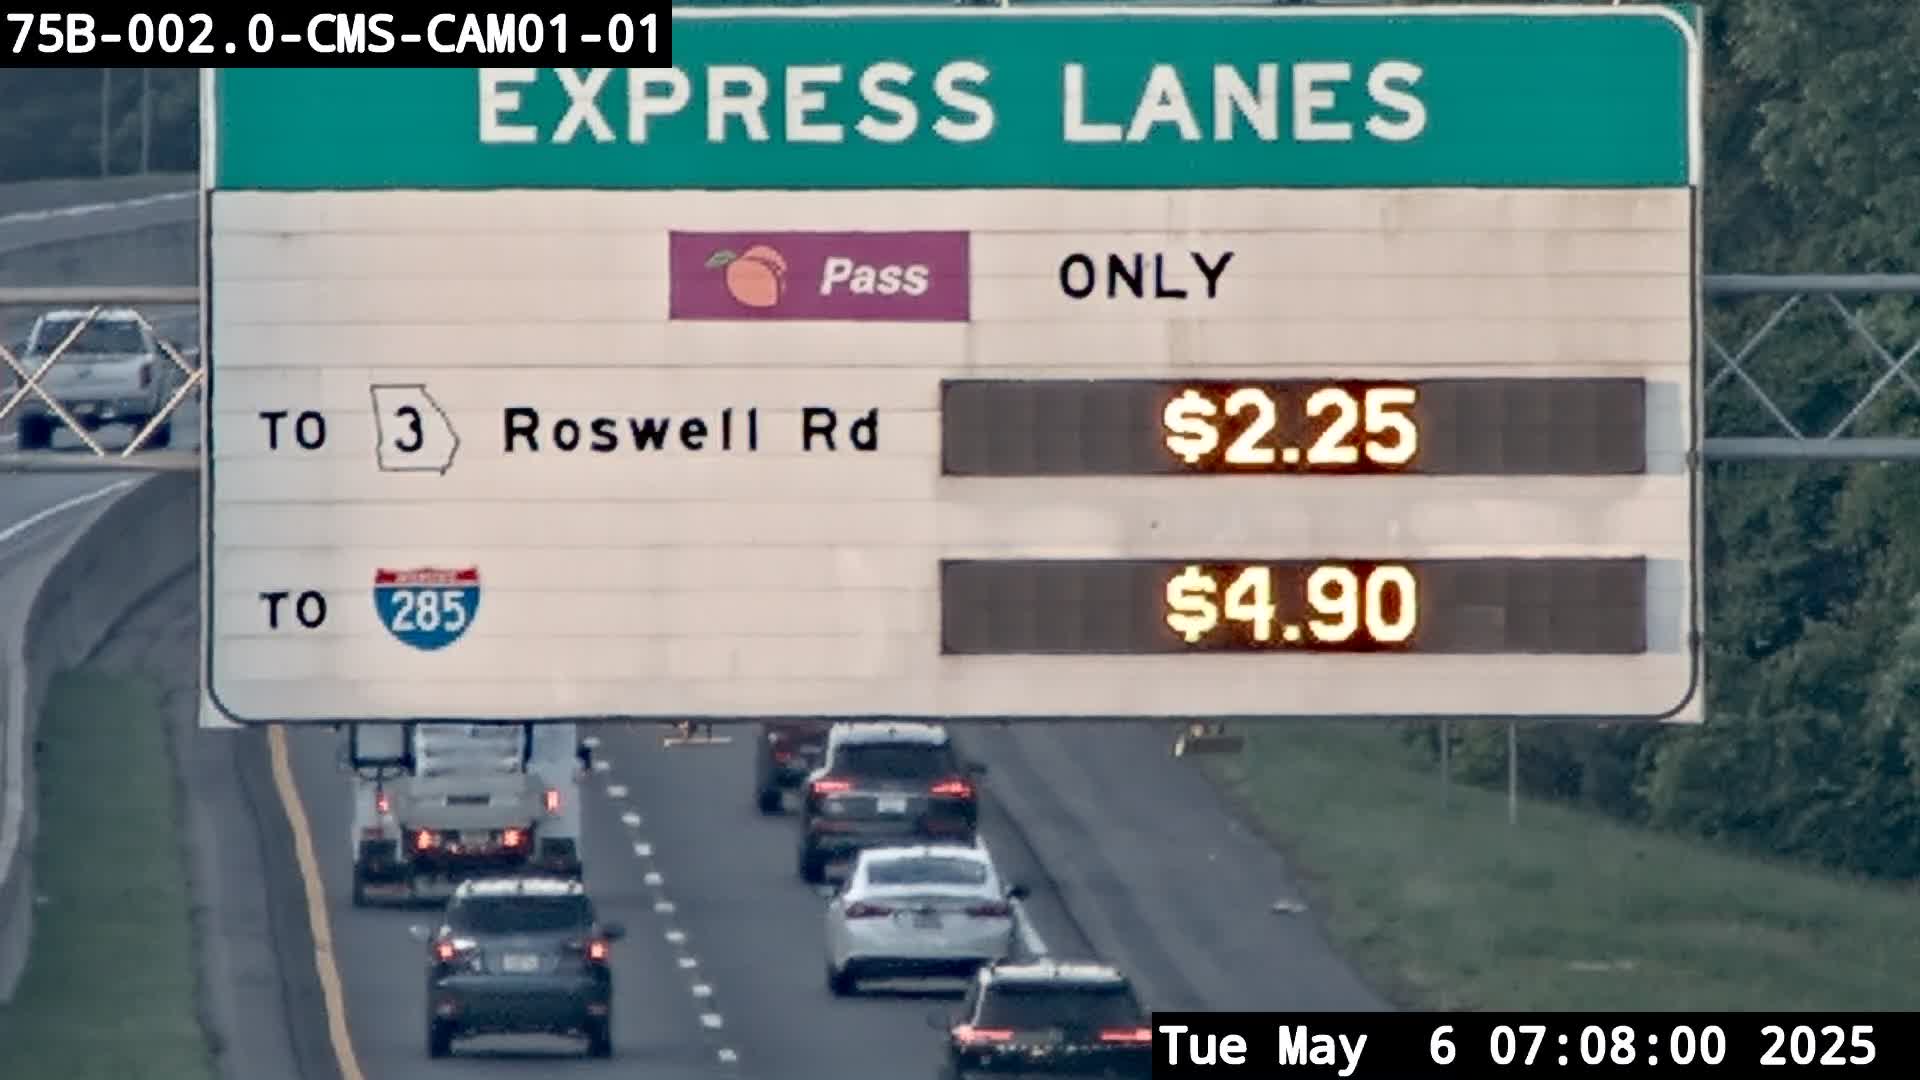 75B-002.0-CMS-CAM01-01
EXPRESS LANES
Pass ONLY
TO 3 Roswell Rd $2.25
TO 285 $4.90
Tue May 6 07:08:00 2025